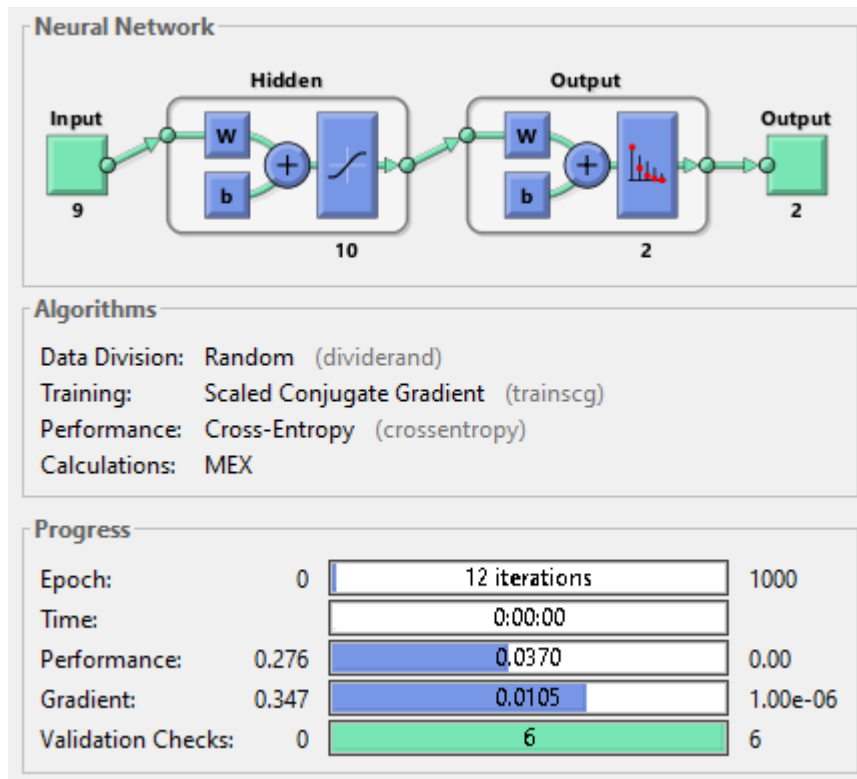 Neural Network
Hidden
Output
Input
W
b
+
W
b
+
Output
9
10
2
2
Algorithms
Data Division: Random (dividerand)
Training: Scaled Conjugate Gradient (trainscg)
Performance: Cross-Entropy (crossentropy)
Calculations: MEX
Progress
Epoch: 0 12 iterations 1000
Time: 0:00:00
Performance: 0.276 0.0370 0.00
Gradient: 0.347 0.0105 1.00e-06
Validation Checks: 0 6 6